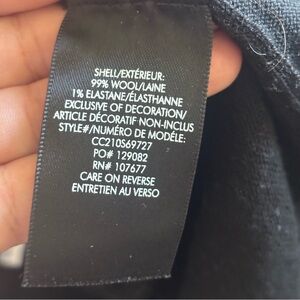 SHELL/EXTÉRIEUR:
99% WOOL/LAINE
1% ELASTANE/ÉLASTHANNE
EXCLUSIVE OF DECORATION/
ARTICLE DÉCORATIF NON-INCLUS
STYLE#/NUMÉRO DE MODÈLE:
CC210S69727
PO# 129082
RN# 107677
CARE ON REVERSE
ENTRETIEN AU VERSO